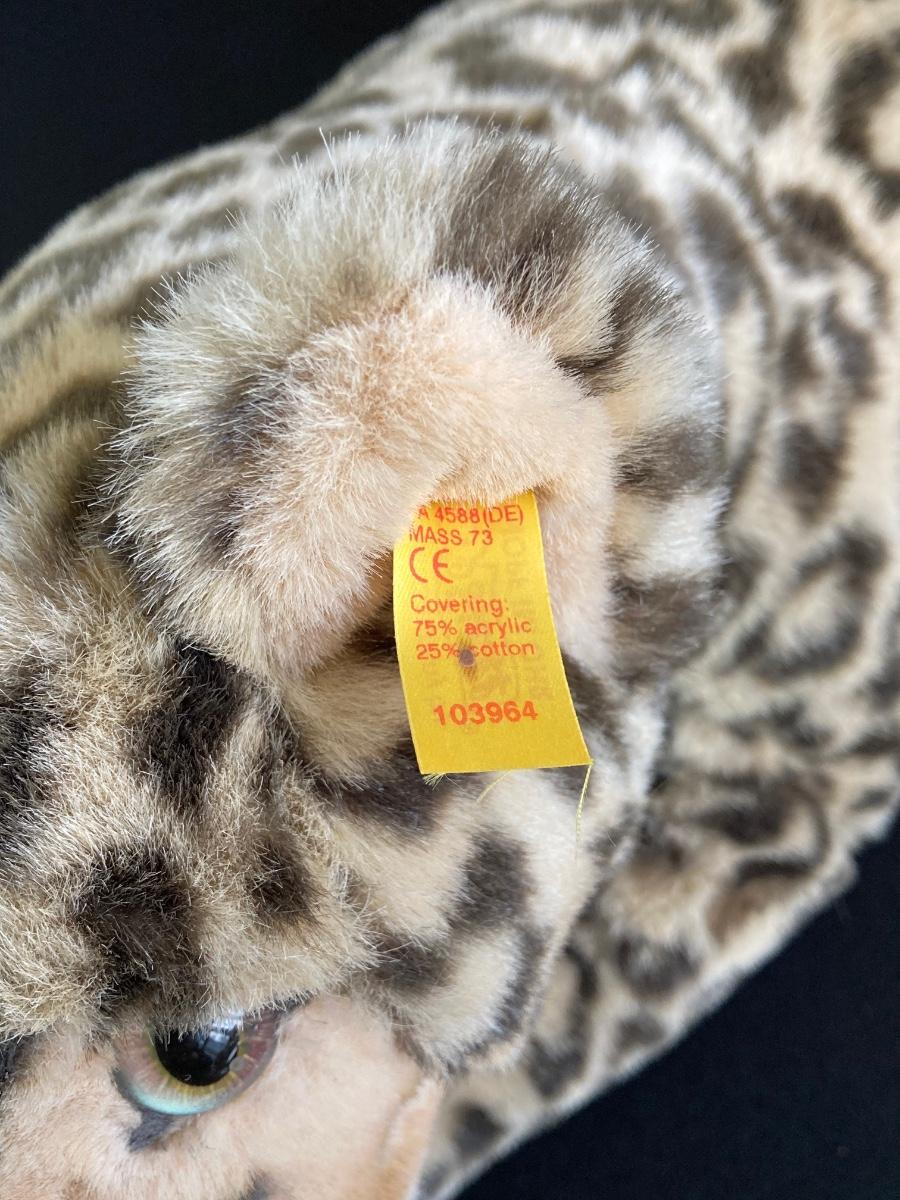 A 4588(DE)
MASS 73
CE
Covering:
75% acrylic
25% cotton
103964